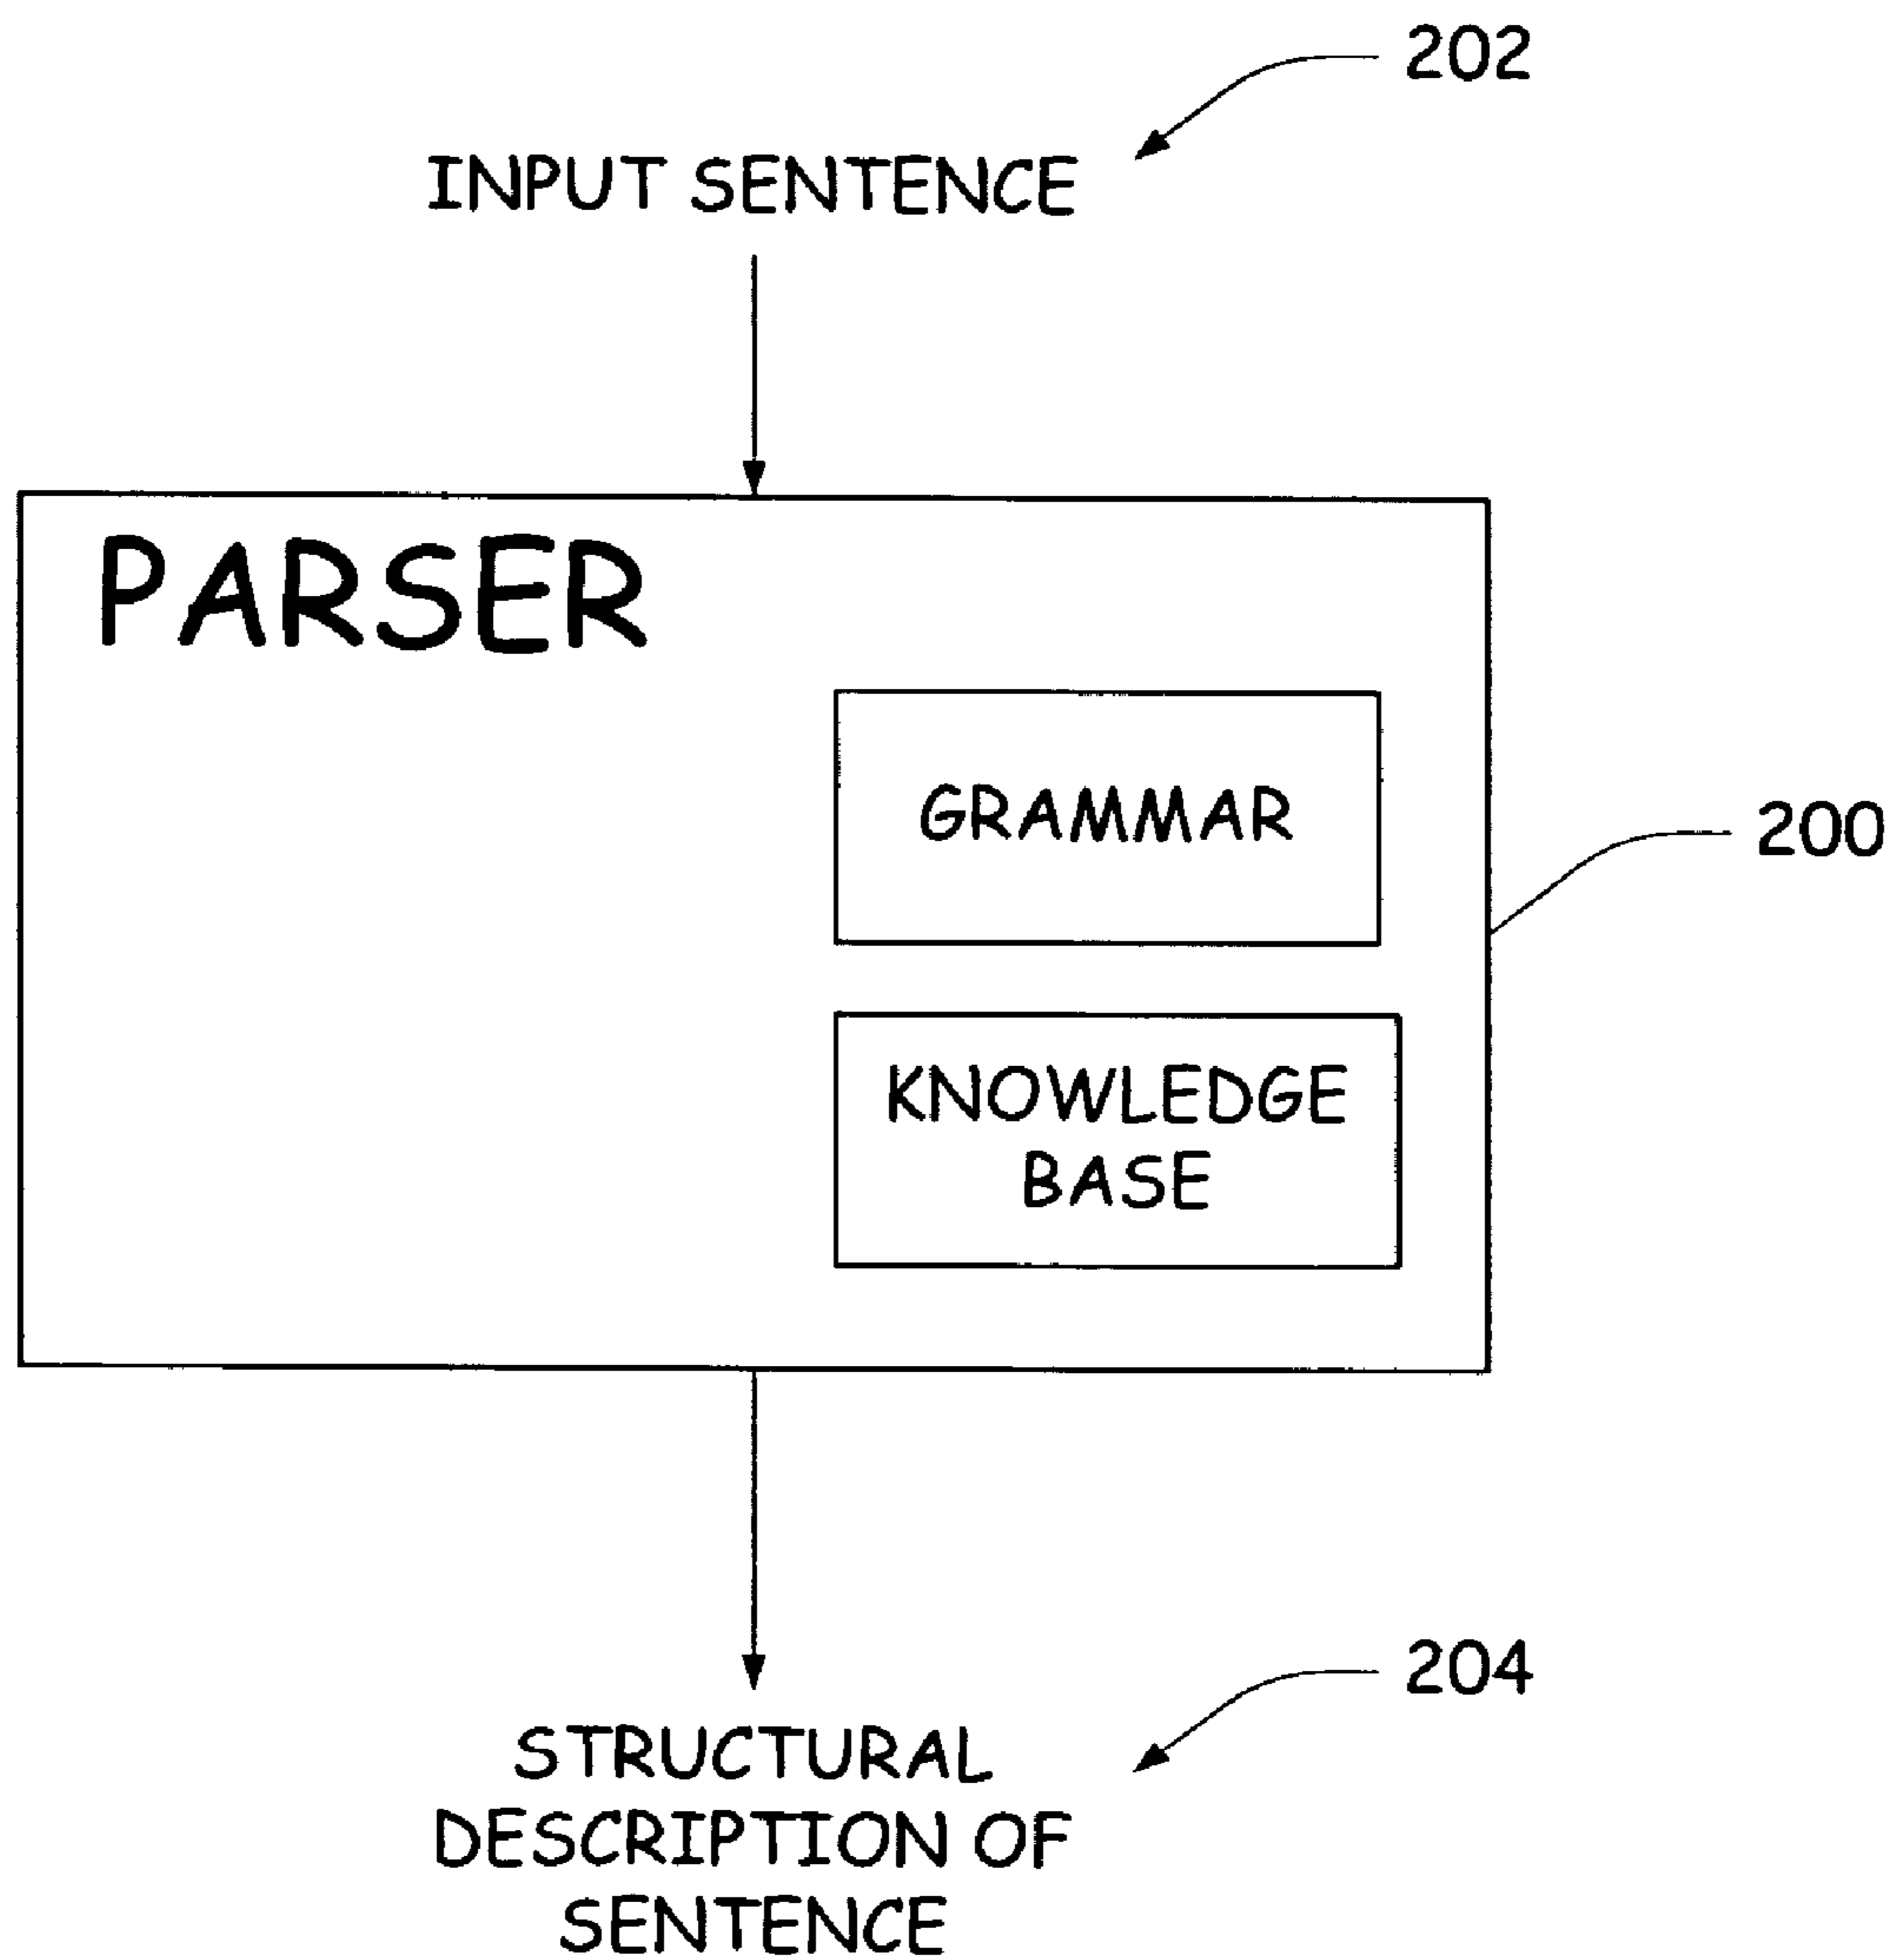 202
INPUT SENTENCE
PARSER
GRAMMAR
200
KNOWLEDGE
BASE
204
STRUCTURAL
DESCRIPTION OF
SENTENCE